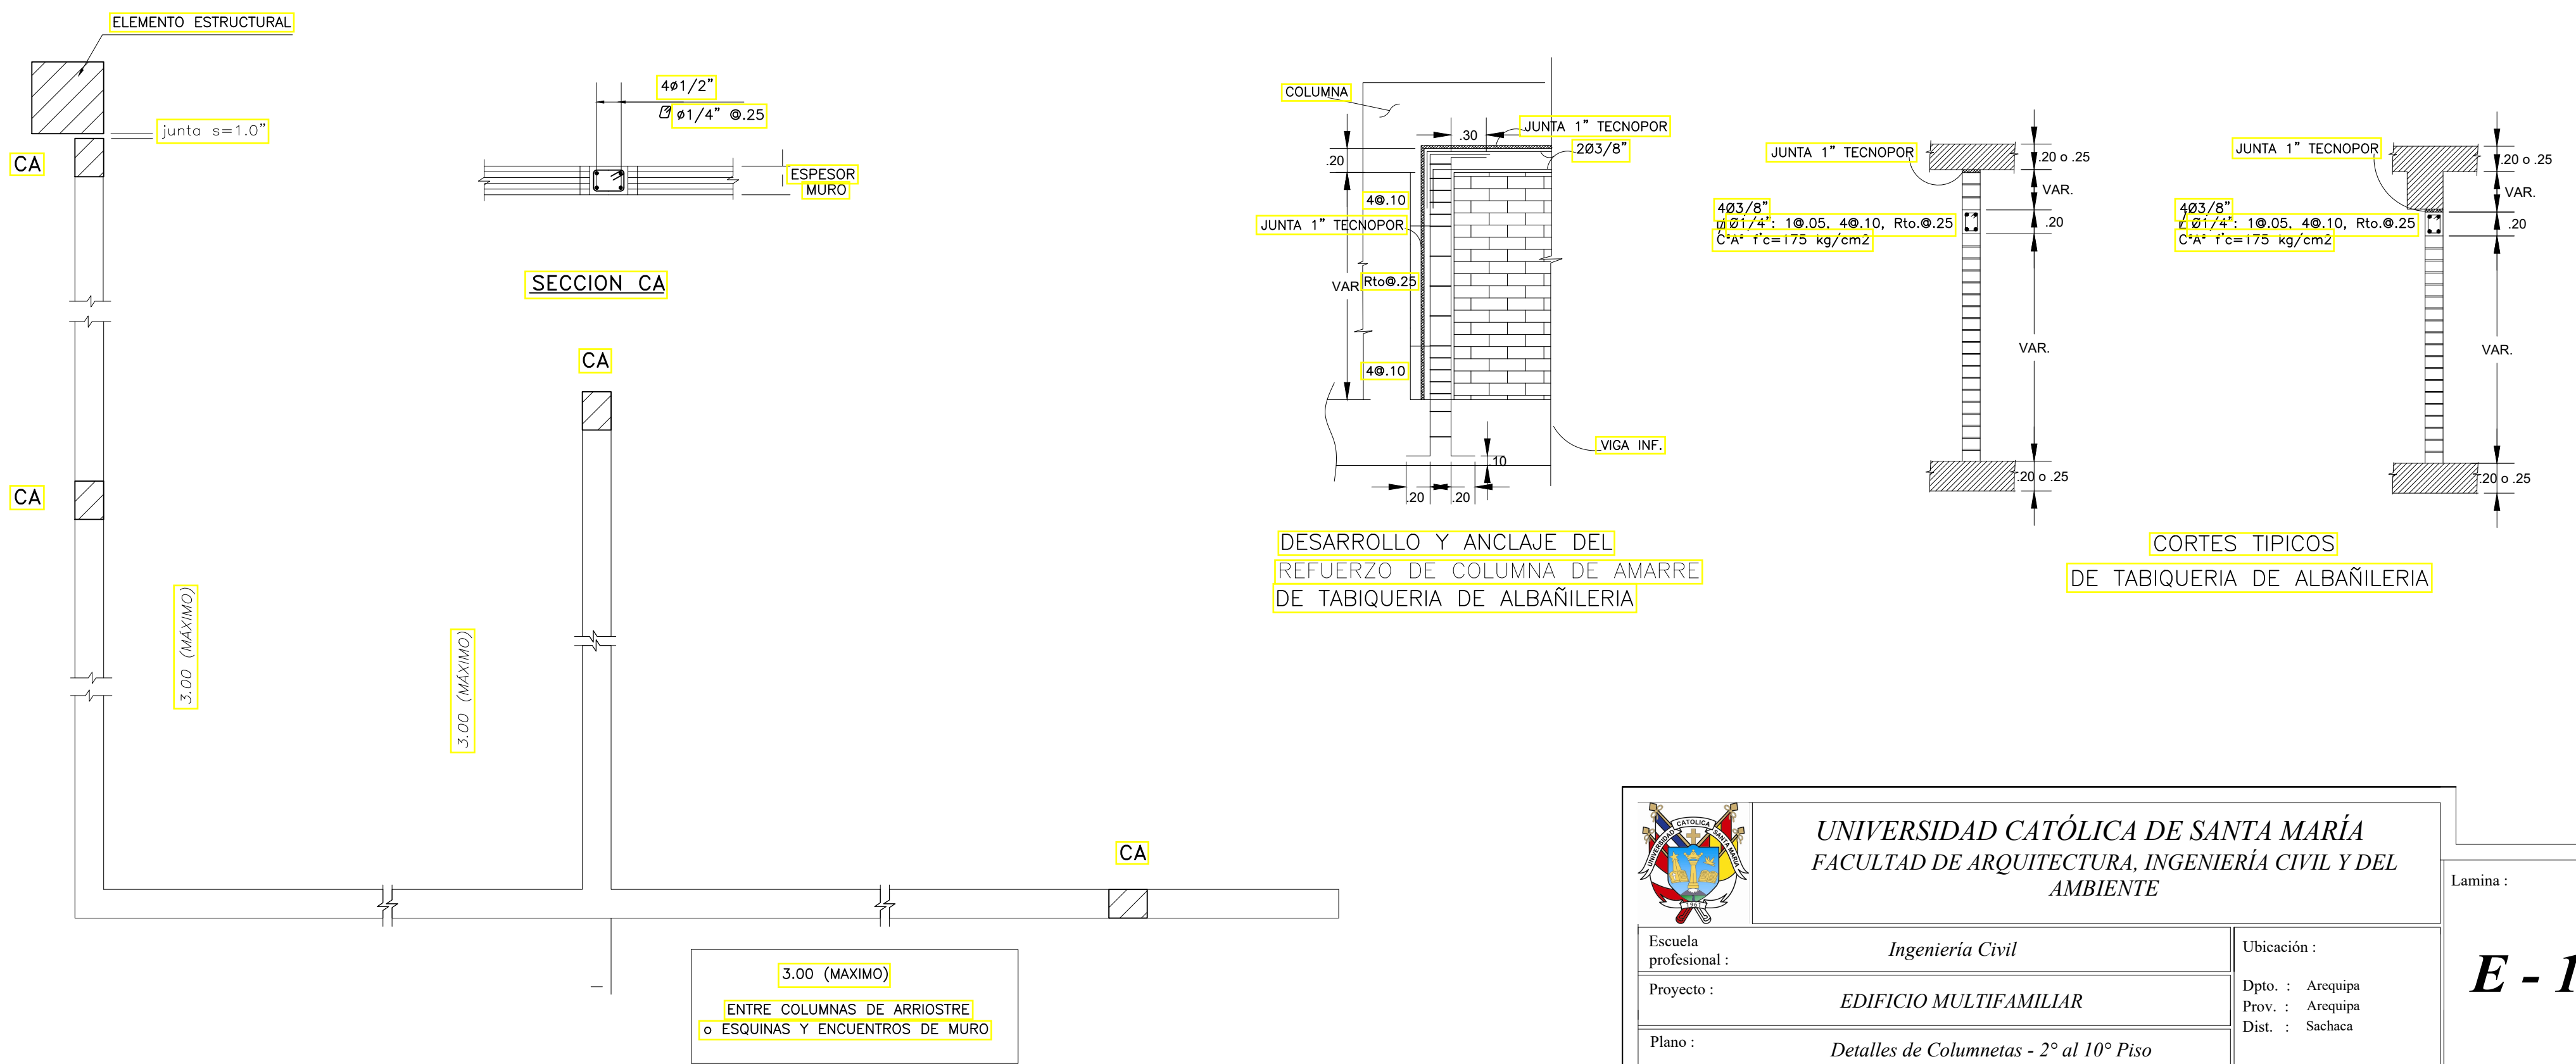 ELEMENTO ESTRUCTURAL
junta s=1.0”
CA
CA
3.00 (MÁXIMO)
3.00 (MÁXIMO)
4ø1/2”
ø1/4” @.25
ESPESOR
MURO
SECCION CA
CA
CA
3.00 (MAXIMO)
ENTRE COLUMNAS DE ARRIOSTRE
o ESQUINAS Y ENCUENTROS DE MURO
COLUMNA
.30
JUNTA 1” TECNOPOR
2Ø3/8”
.20
4@.10
JUNTA 1” TECNOPOR
VAR.
Rto@.25
4@.10
VIGA INF.
.10
.20
.20
DESARROLLO Y ANCLAJE DEL
REFUERZO DE COLUMNA DE AMARRE
DE TABIQUERIA DE ALBAÑILERIA
JUNTA 1” TECNOPOR
.20 o .25
VAR.
4Ø3/8”
Ø1/4": 1@.05, 4@.10, Rto.@.25
C°A° f'c=175 kg/cm2
.20
VAR.
.20 o .25
JUNTA 1” TECNOPOR
.20 o .25
VAR.
4Ø3/8”
Ø1/4": 1@.05, 4@.10, Rto.@.25
C°A° f'c=175 kg/cm2
.20
VAR.
.20 o .25
CORTES TIPICOS
DE TABIQUERIA DE ALBAÑILERIA
UNIVERSIDAD CATOLICA SANTA MARIA
UNIVERSIDAD CATÓLICA DE SANTA MARÍA
FACULTAD DE ARQUITECTURA, INGENIERÍA CIVIL Y DEL
AMBIENTE
Escuela
profesional :
Ingeniería Civil
Proyecto :
EDIFICIO MULTIFAMILIAR
Plano :
Detalles de Columnetas - 2° al 10° Piso
Ubicación :
Dpto. : Arequipa
Prov. : Arequipa
Dist. : Sachaca
Lamina :
E - 1